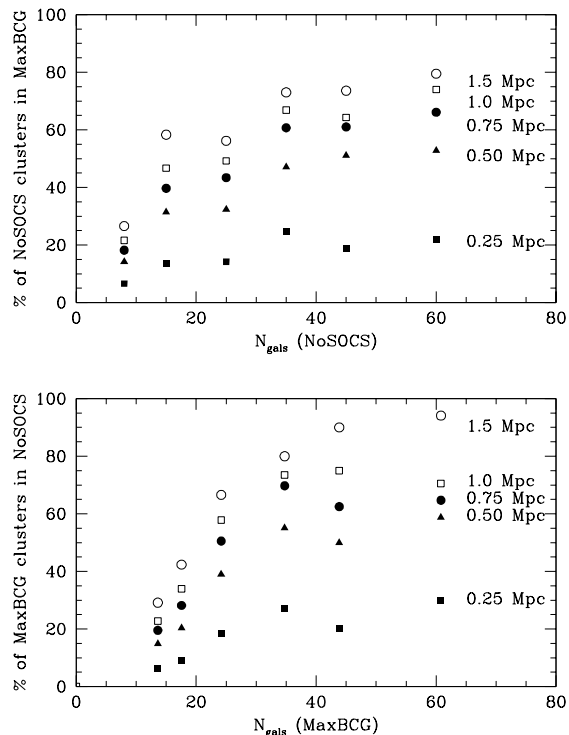 100
80
60
40
20
0
% of NoSOCS clusters in MaxBCG
1.5 Mpc
1.0 Mpc
0.75 Mpc
0.50 Mpc
0.25 Mpc
0 20 40 60 80
N_gals (NoSOCS)
100
80
60
40
20
0
% of MaxBCG clusters in NoSOCS
1.5 Mpc
1.0 Mpc
0.75 Mpc
0.50 Mpc
0.25 Mpc
0 20 40 60 80
N_gals (MaxBCG)